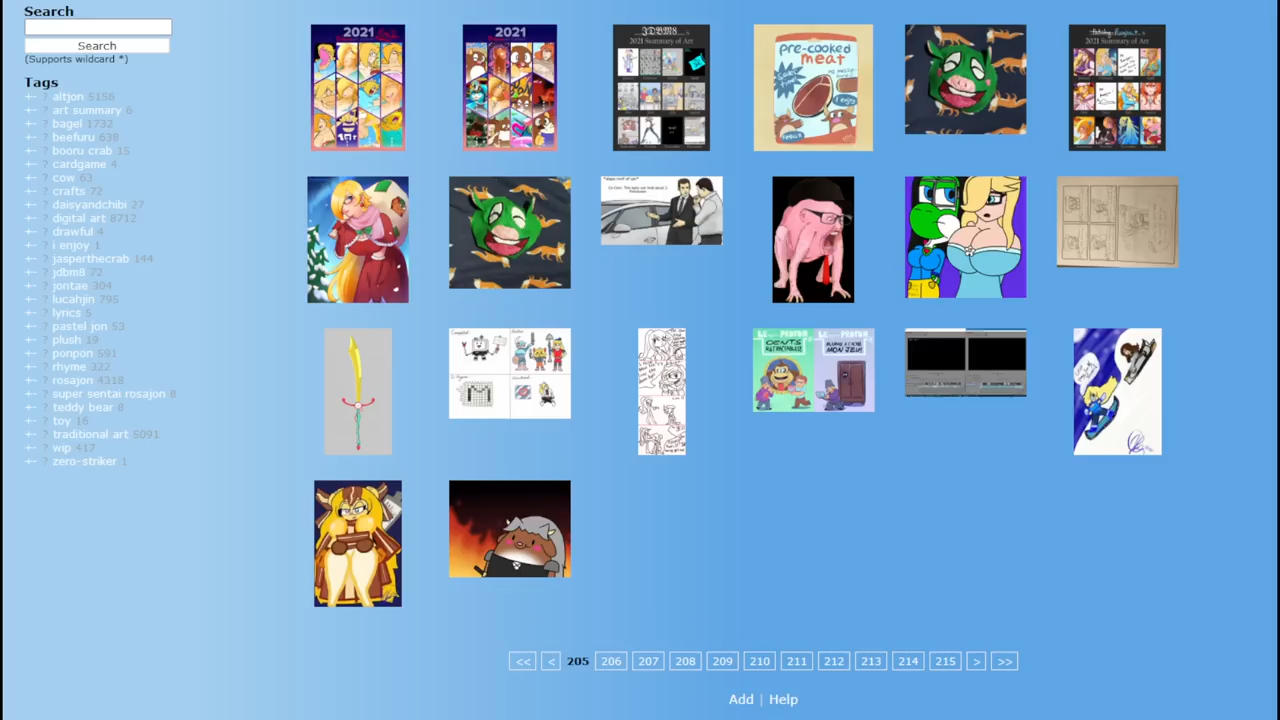 Search
Search
(Supports wildcard *)
Tags
+- ? altjon 5156
+- ? art summary 6
+- ? bagel 1732
+- ? beefuru 638
+- ? booru crab 15
+- ? cardgame 4
+- ? cow 63
+- ? crafts 72
+- ? daisyandchibi 27
+- ? digital art 8712
+- ? drawful 4
+- ? i enjoy 1
+- ? jasperthecrab 144
+- ? jdbm8 72
+- ? jontae 304
+- ? lucahjin 795
+- ? lyrics 5
+- ? pastel jon 53
+- ? plush 19
+- ? ponpon 591
+- ? rhyme 322
+- ? rosajon 4318
+- ? super sentai rosajon 8
+- ? teddy bear 8
+- ? toy 16
+- ? traditional art 5091
+- ? wip 417
+- ? zero-striker 1
2021
2021
JDBM8
2021 Summary of Art
pre-cooked
meat
2021 Summary of Art
DENTS
MON JEU!
<< < 205 206 207 208 209 210 211 212 213 214 215 > >>
Add | Help